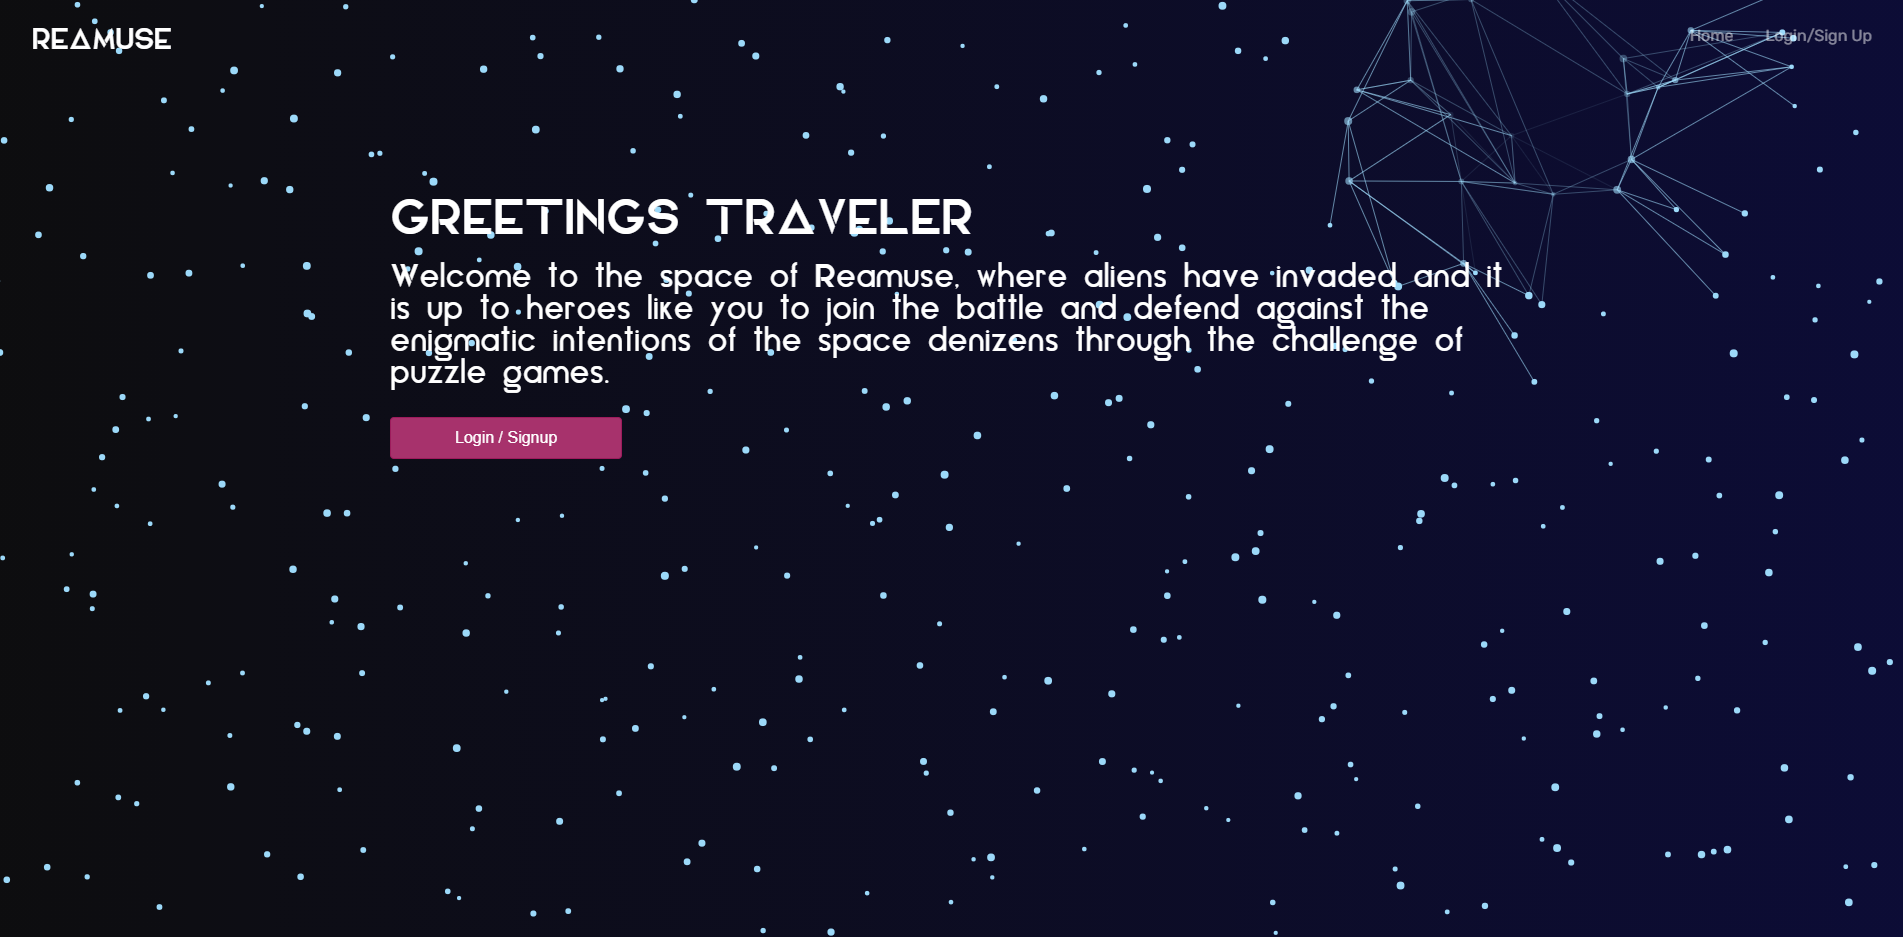 REAMUSE
Home Login/Sign Up
GREETINGS TRAVELER
Welcome to the space of Reamuse, where aliens have invaded and it
is up to heroes like you to join the battle and defend against the
enigmatic intentions of the space denizens through the challenge of
puzzle games.
Login / Signup